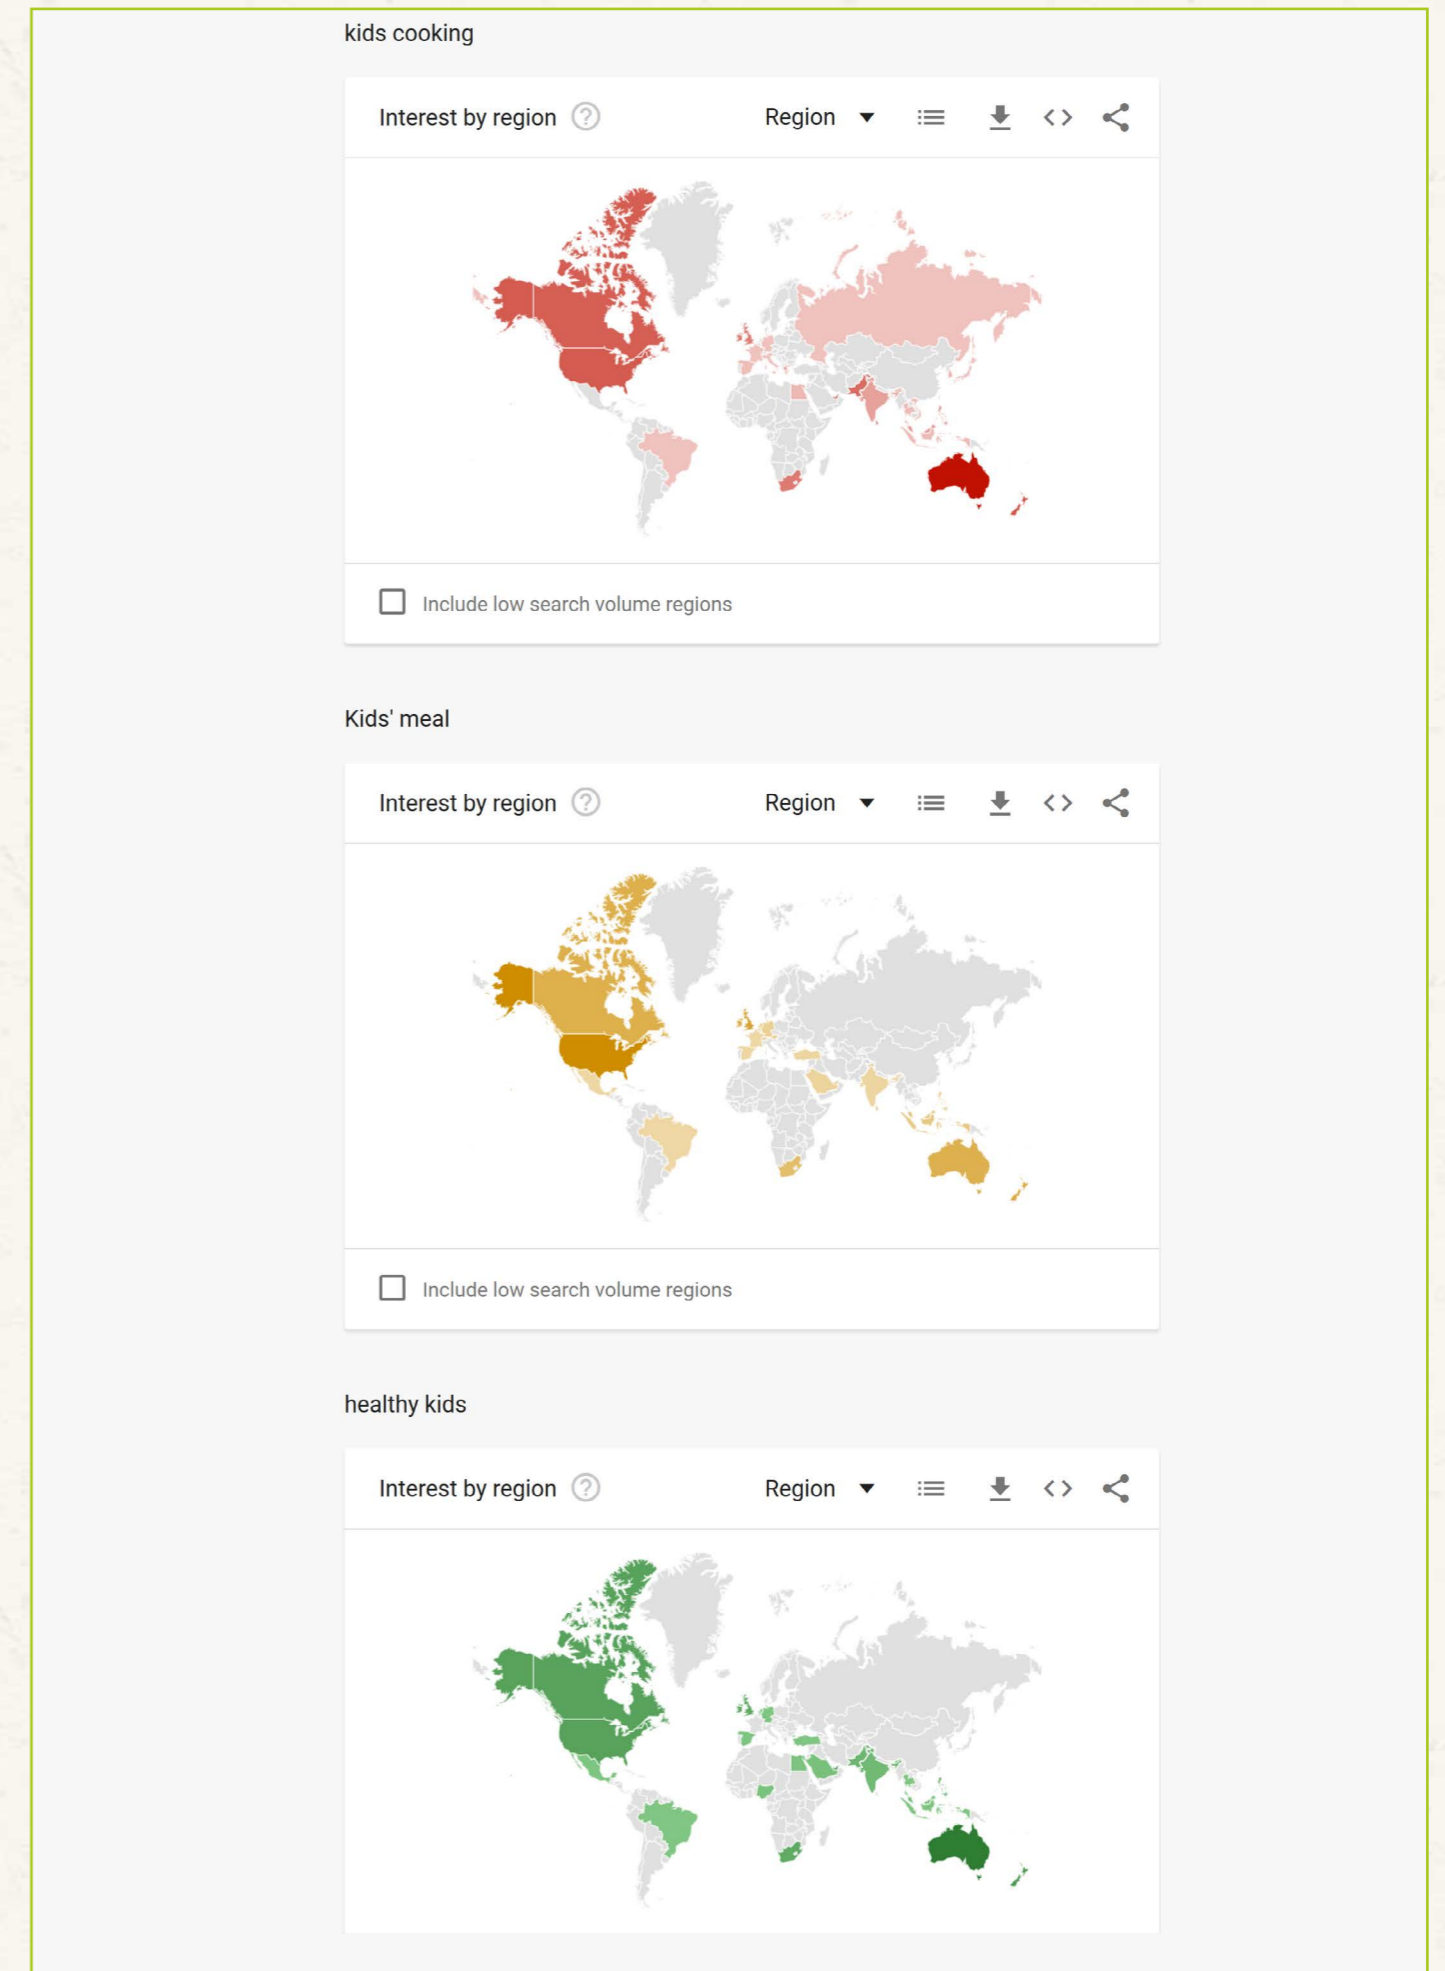 kids cooking
Interest by region
Region
Include low search volume regions
Kids' meal
Interest by region
Region
Include low search volume regions
healthy kids
Interest by region
Region